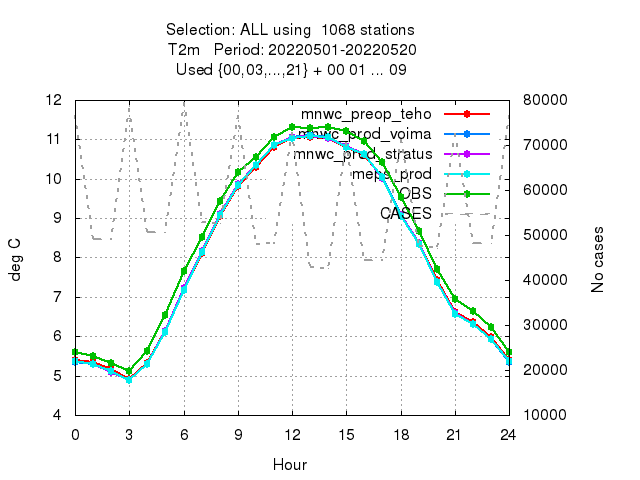 Selection: ALL using  1068 stations
T2m   Period: 20220501-20220520
Used {00,03,...,21} + 00 01 ... 09
mnwc_preop_teho
mnwc_prod_voima
mnwc_prod_stratus
meps_prod
OBS
CASES
deg C
12
11
10
9
8
7
6
5
4
No cases
80000
70000
60000
50000
40000
30000
20000
10000
0 3 6 9 12 15 18 21 24
Hour